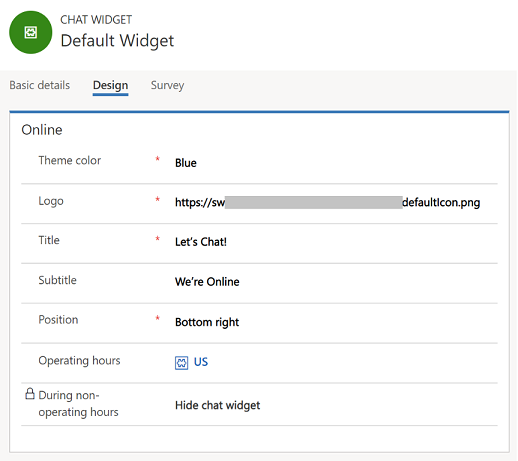 CHAT WIDGET
Default Widget
Basic details Design Survey
Online
Theme color * Blue
Logo * https://sw defaultIcon.png
Title * Let's Chat!
Subtitle We're Online
Position * Bottom right
Operating hours US
During non-
operating hours Hide chat widget